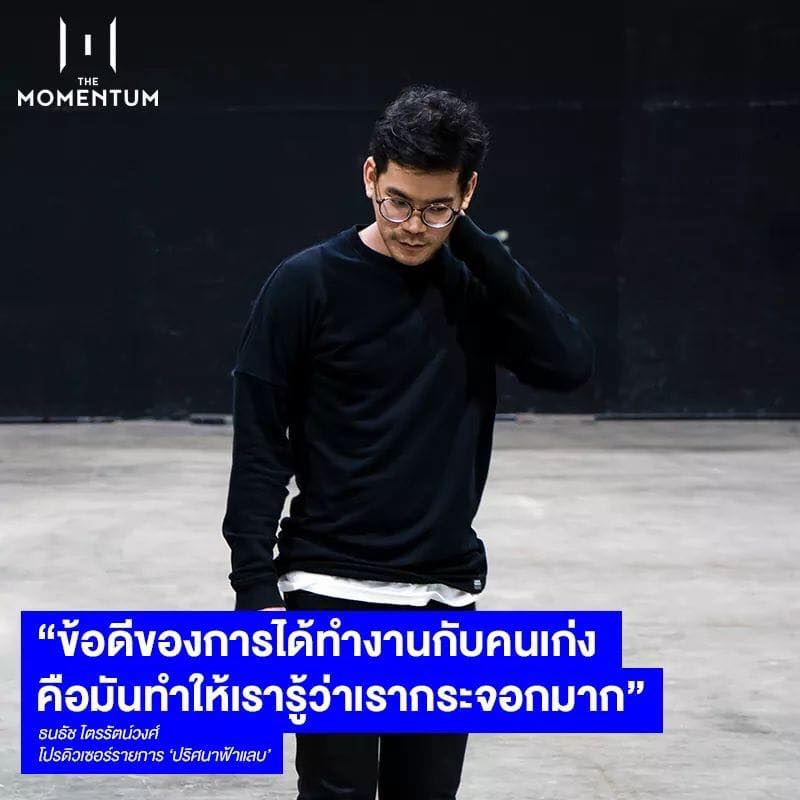 THE
MOMENTUM
“ข้อดีของการได้ทำงานกับคนเก่ง
คือมันทำให้เรารู้ว่าเรากระจอกมาก”
ธนธัช ไตรรัตน์วงศ์
โปรดิวเซอร์รายการ ‘ปริศนาฟ้าแลบ’